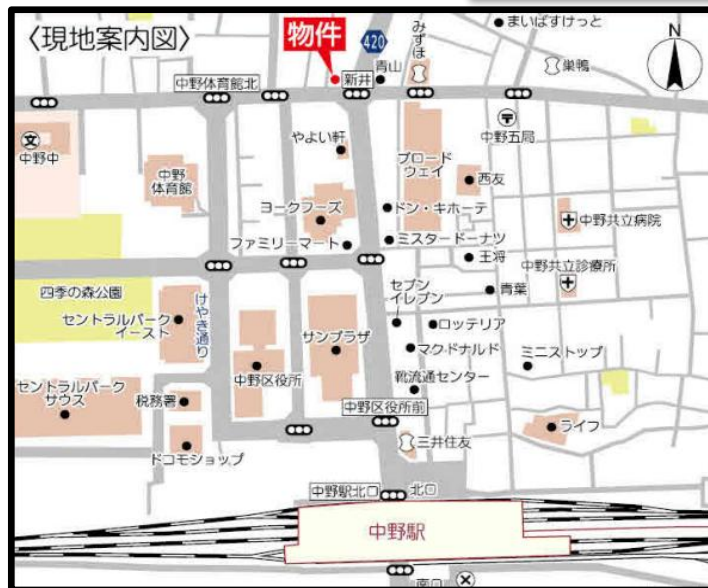 〈現地案内図〉
物件
420
みずほ
まいばすけっと
巣鴨
中野体育館北
新井
青山
中野中
やよい軒
中野五局
中野
体育館
ブロード
ウェイ
西友
ヨークフーズ
ドン・キホーテ
中野共立病院
ファミリーマート
ミスタードーナツ
王将
中野共立診療所
四季の森公園
けやき通り
セブン
イレブン
青葉
セントラルパーク
イースト
サンプラザ
ロッテリア
中野区役所
マクドナルド
ミニストップ
セントラルパーク
サウス
税務署
靴流通センター
中野区役所前
ドコモショップ
三井住友
ライフ
中野駅北口
北口
中野駅